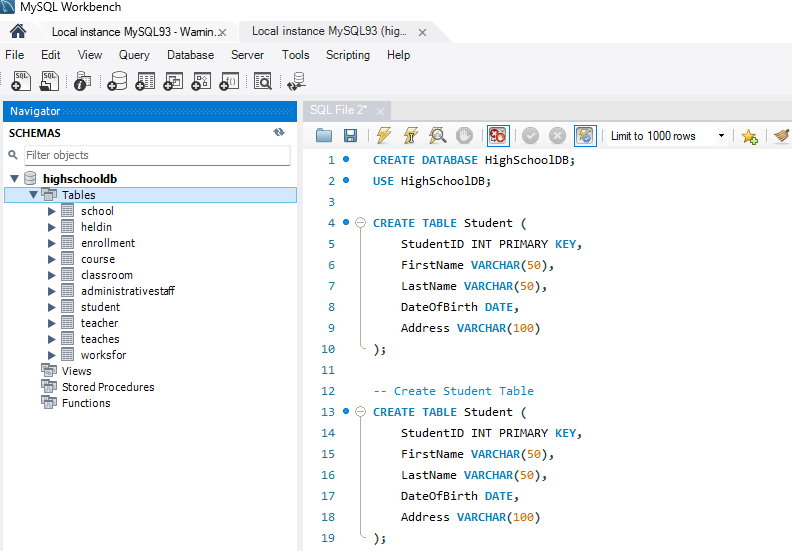 MySQL Workbench
Local instance MySQL93 - Warnin...
Local instance MySQL93 (hig...
File Edit View Query Database Server Tools Scripting Help
Navigator
SCHEMAS
Filter objects
highschooldb
Tables
school
heldin
enrollment
course
classroom
administrativestaff
student
teacher
teaches
worksfor
Views
Stored Procedures
Functions
SQL File 2*
Limit to 1000 rows
1 CREATE DATABASE HighSchoolDB;
2 USE HighSchoolDB;
3
4 CREATE TABLE Student (
5 StudentID INT PRIMARY KEY,
6 FirstName VARCHAR(50),
7 LastName VARCHAR(50),
8 DateOfBirth DATE,
9 Address VARCHAR(100)
10 );
11
12 -- Create Student Table
13 CREATE TABLE Student (
14 StudentID INT PRIMARY KEY,
15 FirstName VARCHAR(50),
16 LastName VARCHAR(50),
17 DateOfBirth DATE,
18 Address VARCHAR(100)
19 );